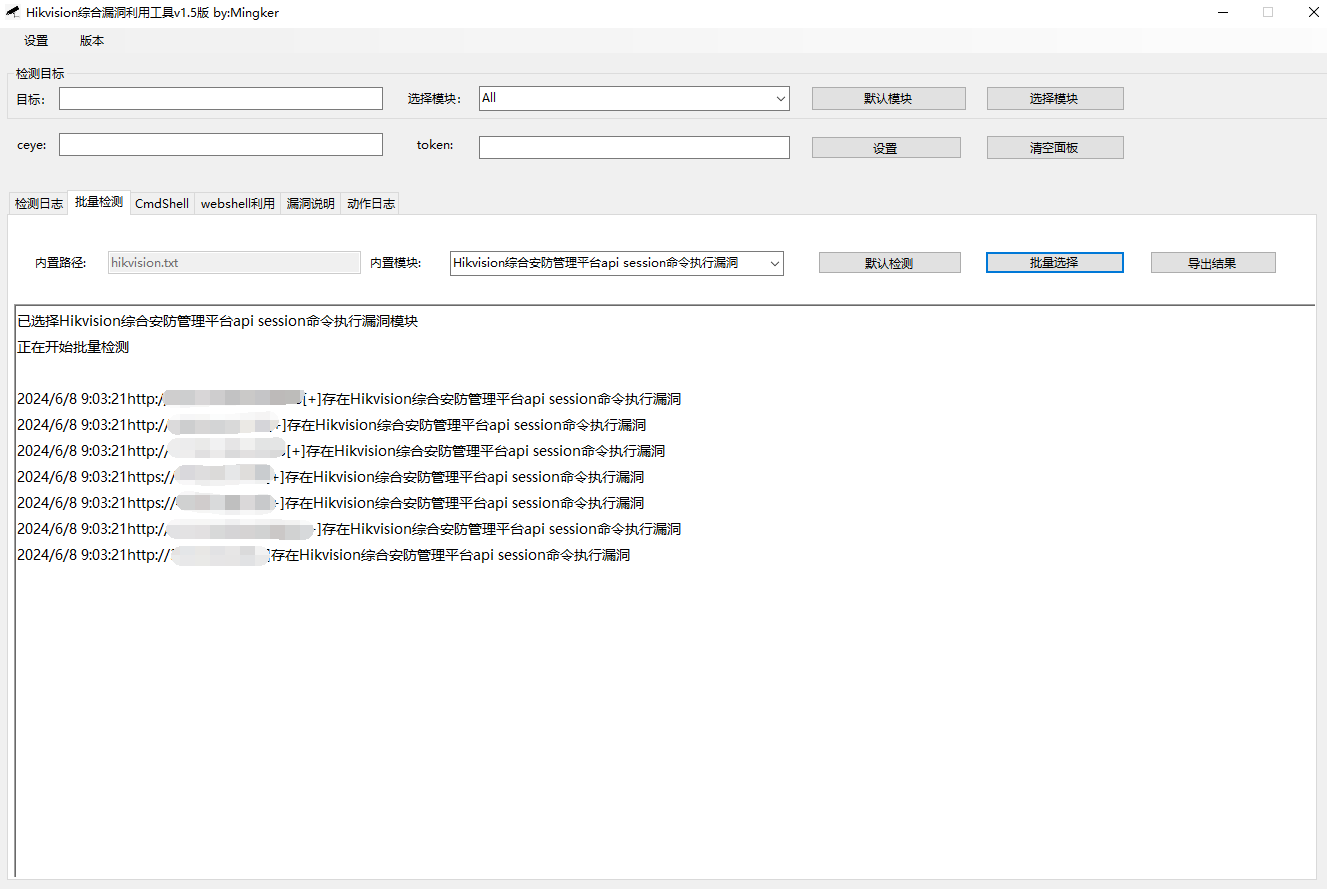 Hikvision综合漏洞利用工具v1.5版 by:Mingker
设置 版本
检测目标
目标: 选择模块: All 默认模块 选择模块
ceye: token: 设置 清空面板
检测日志 批量检测 CmdShell webshell利用 漏洞说明 动作日志
内置路径: hikvision.txt 内置模块: Hikvision综合安防管理平台api session命令执行漏洞 默认检测 批量选择 导出结果
已选择Hikvision综合安防管理平台api session命令执行漏洞模块
正在开始批量检测
2024/6/8 9:03:21http:/ [+]存在Hikvision综合安防管理平台api session命令执行漏洞
2024/6/8 9:03:21http:// ]存在Hikvision综合安防管理平台api session命令执行漏洞
2024/6/8 9:03:21http:// [+]存在Hikvision综合安防管理平台api session命令执行漏洞
2024/6/8 9:03:21https:// +]存在Hikvision综合安防管理平台api session命令执行漏洞
2024/6/8 9:03:21https:// ]存在Hikvision综合安防管理平台api session命令执行漏洞
2024/6/8 9:03:21http:// ]存在Hikvision综合安防管理平台api session命令执行漏洞
2024/6/8 9:03:21http:// ]存在Hikvision综合安防管理平台api session命令执行漏洞